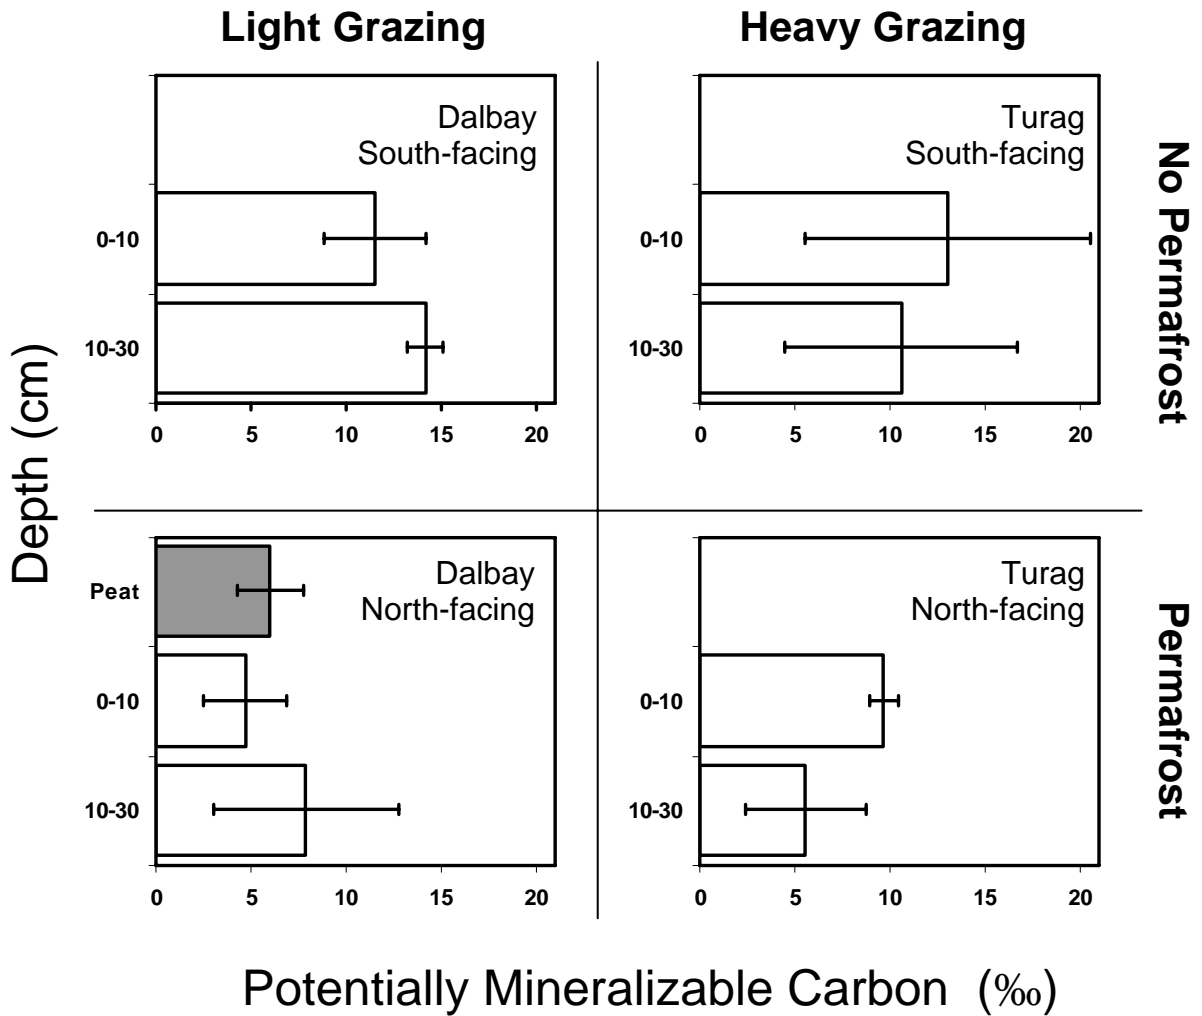 Light Grazing
Heavy Grazing
Dalbay
South-facing
0-10
10-30
0 5 10 15 20
Turag
South-facing
0-10
10-30
0 5 10 15 20
No Permafrost
Depth (cm)
Dalbay
North-facing
Peat
0-10
10-30
0 5 10 15 20
Turag
North-facing
0-10
10-30
0 5 10 15 20
Permafrost
Potentially Mineralizable Carbon (‰)